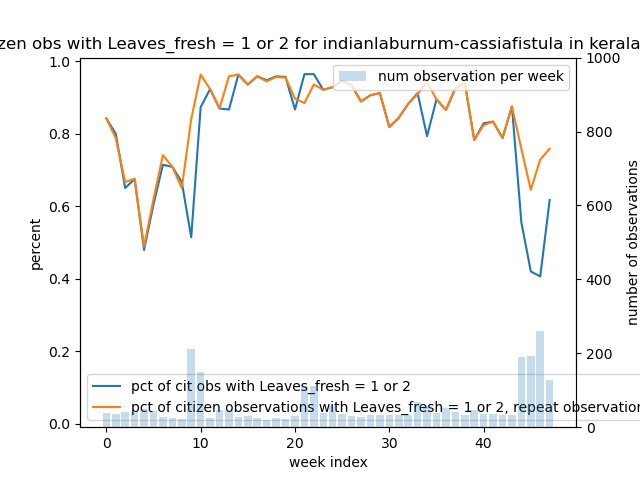 zen obs with Leaves_fresh = 1 or 2 for indianlaburnum-cassiafistula in kerala
num observation per week
1.0
0.8
0.6
0.4
0.2
0.0
percent
1000
800
600
400
200
0
number of observations
pct of cit obs with Leaves_fresh = 1 or 2
pct of citizen observations with Leaves_fresh = 1 or 2, repeat observation
0
10
20
30
40
week index